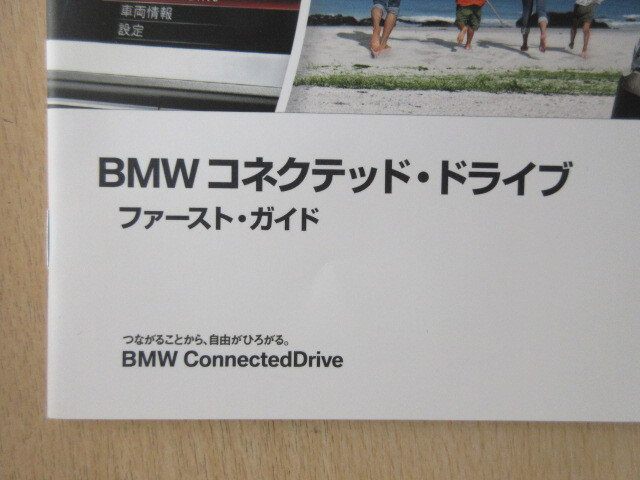 車両情報
設定
BMW コネクテッド・ドライブ
ファースト・ガイド
つながることから、自由がひろがる。
BMW ConnectedDrive